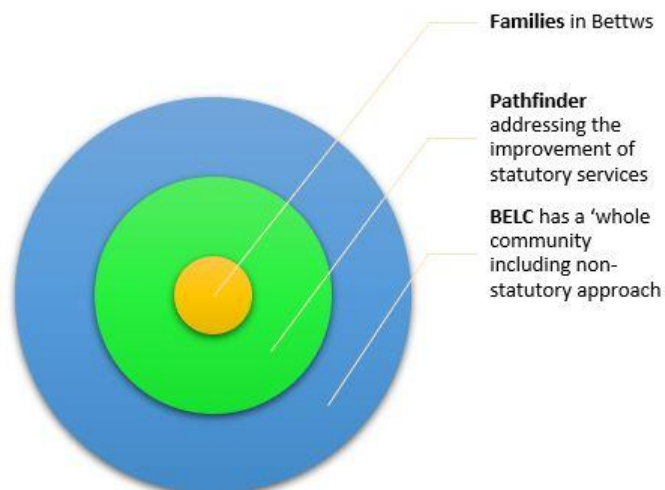 Families in Bettws
Pathfinder
addressing the
improvement of
statutory services
BELC has a ‘whole
community
including non-
statutory approach